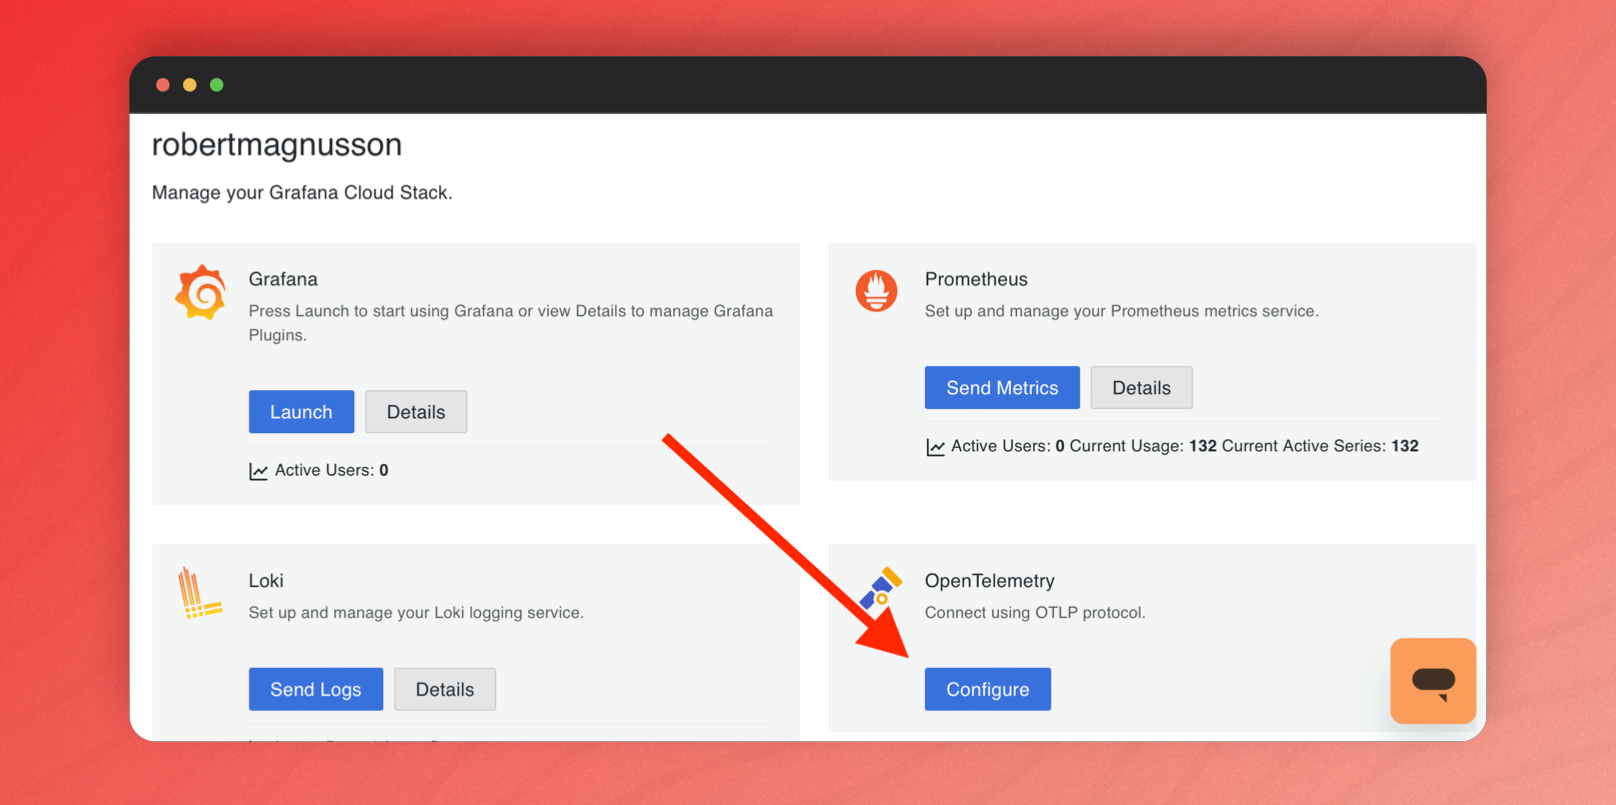 robertmagnusson
Manage your Grafana Cloud Stack.
Grafana
Press Launch to start using Grafana or view Details to manage Grafana
Plugins.
Launch
Details
Active Users: 0
Prometheus
Set up and manage your Prometheus metrics service.
Send Metrics
Details
Active Users: 0 Current Usage: 132 Current Active Series: 132
Loki
Set up and manage your Loki logging service.
Send Logs
Details
OpenTelemetry
Connect using OTLP protocol.
Configure